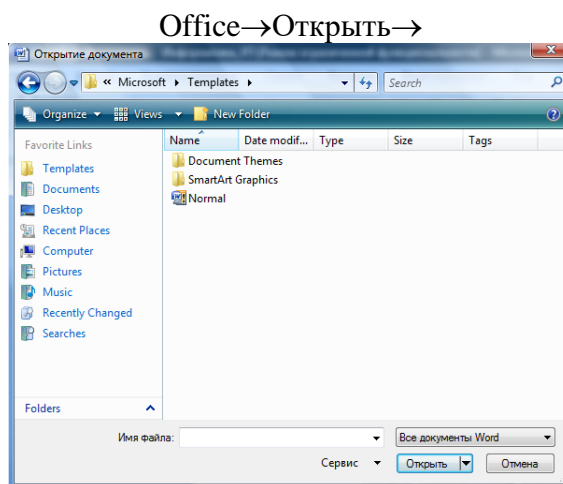 Office→Открыть→
Открытие документа
« Microsoft ▸ Templates ▸ Search
Organize ▾ Views ▾ New Folder
Favorite Links
Name Date modif... Type Size Tags
Templates
Documents
Desktop
Recent Places
Computer
Pictures
Music
Recently Changed
Searches
Document Themes
SmartArt Graphics
Normal
Folders
Имя файла:
Все документы Word
Сервис ▾ Открыть Отмена